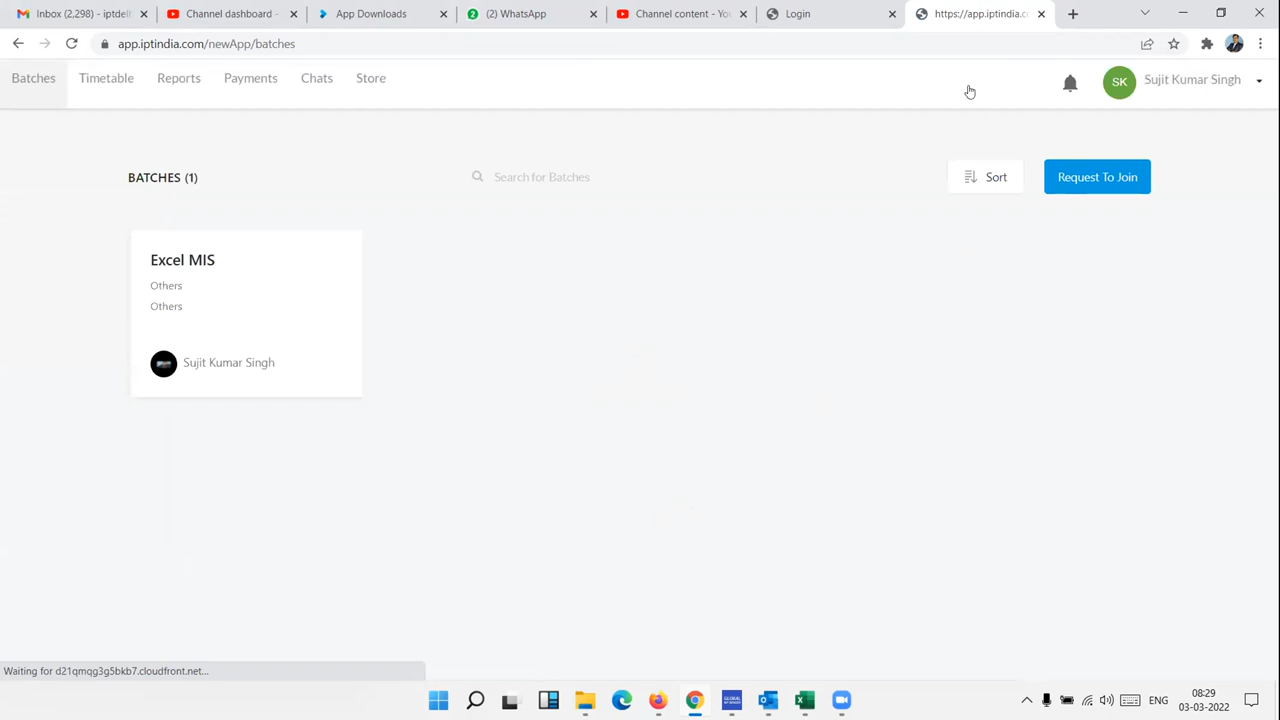 Inbox (2,298) - iptdelh
Channel dashboard -
App Downloads
(2) WhatsApp
Channel content - You
Login
https://app.iptindia.co
app.iptindia.com/newApp/batches
Batches
Timetable
Reports
Payments
Chats
Store
SK
Sujit Kumar Singh
BATCHES (1)
Search for Batches
Sort
Request To Join
Excel MIS
Others
Others
Sujit Kumar Singh
Waiting for d21qmqg3g5bkb7.cloudfront.net...
ENG
08:29
03-03-2022